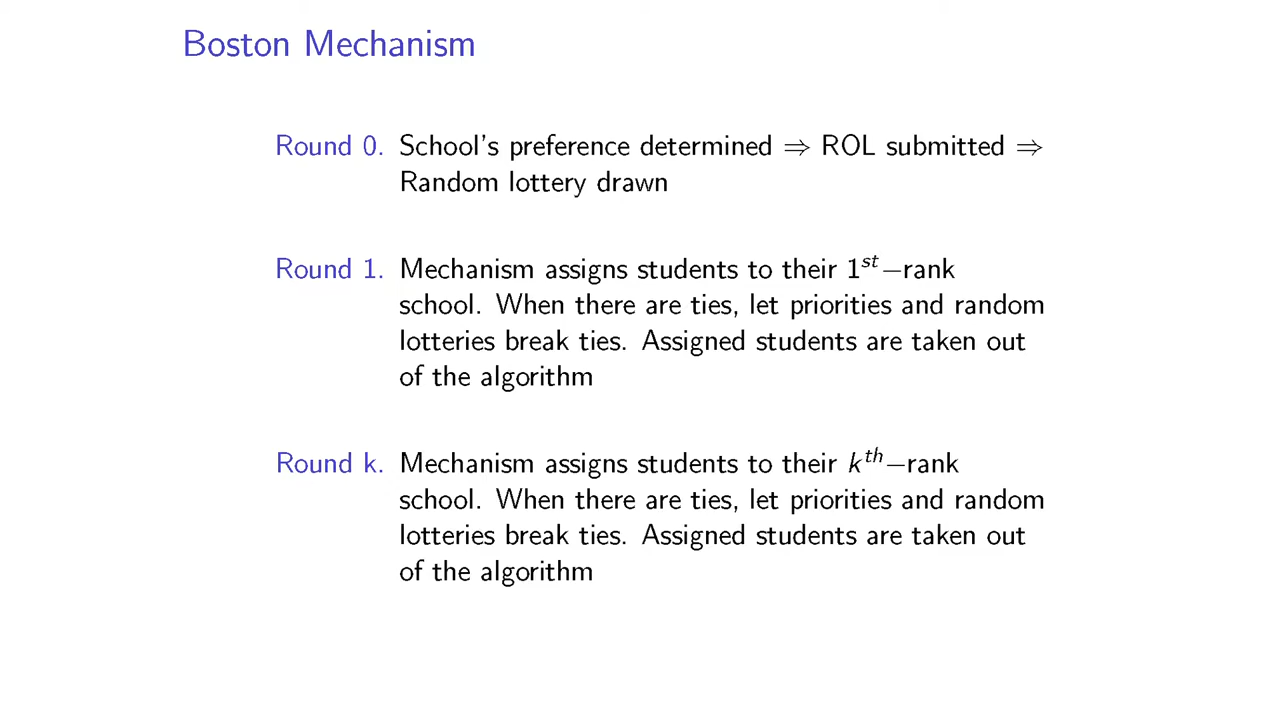 Boston Mechanism
Round 0. School's preference determined ⇒ ROL submitted ⇒
Random lottery drawn
Round 1. Mechanism assigns students to their 1st−rank
school. When there are ties, let priorities and random
lotteries break ties. Assigned students are taken out
of the algorithm
Round k. Mechanism assigns students to their kth−rank
school. When there are ties, let priorities and random
lotteries break ties. Assigned students are taken out
of the algorithm